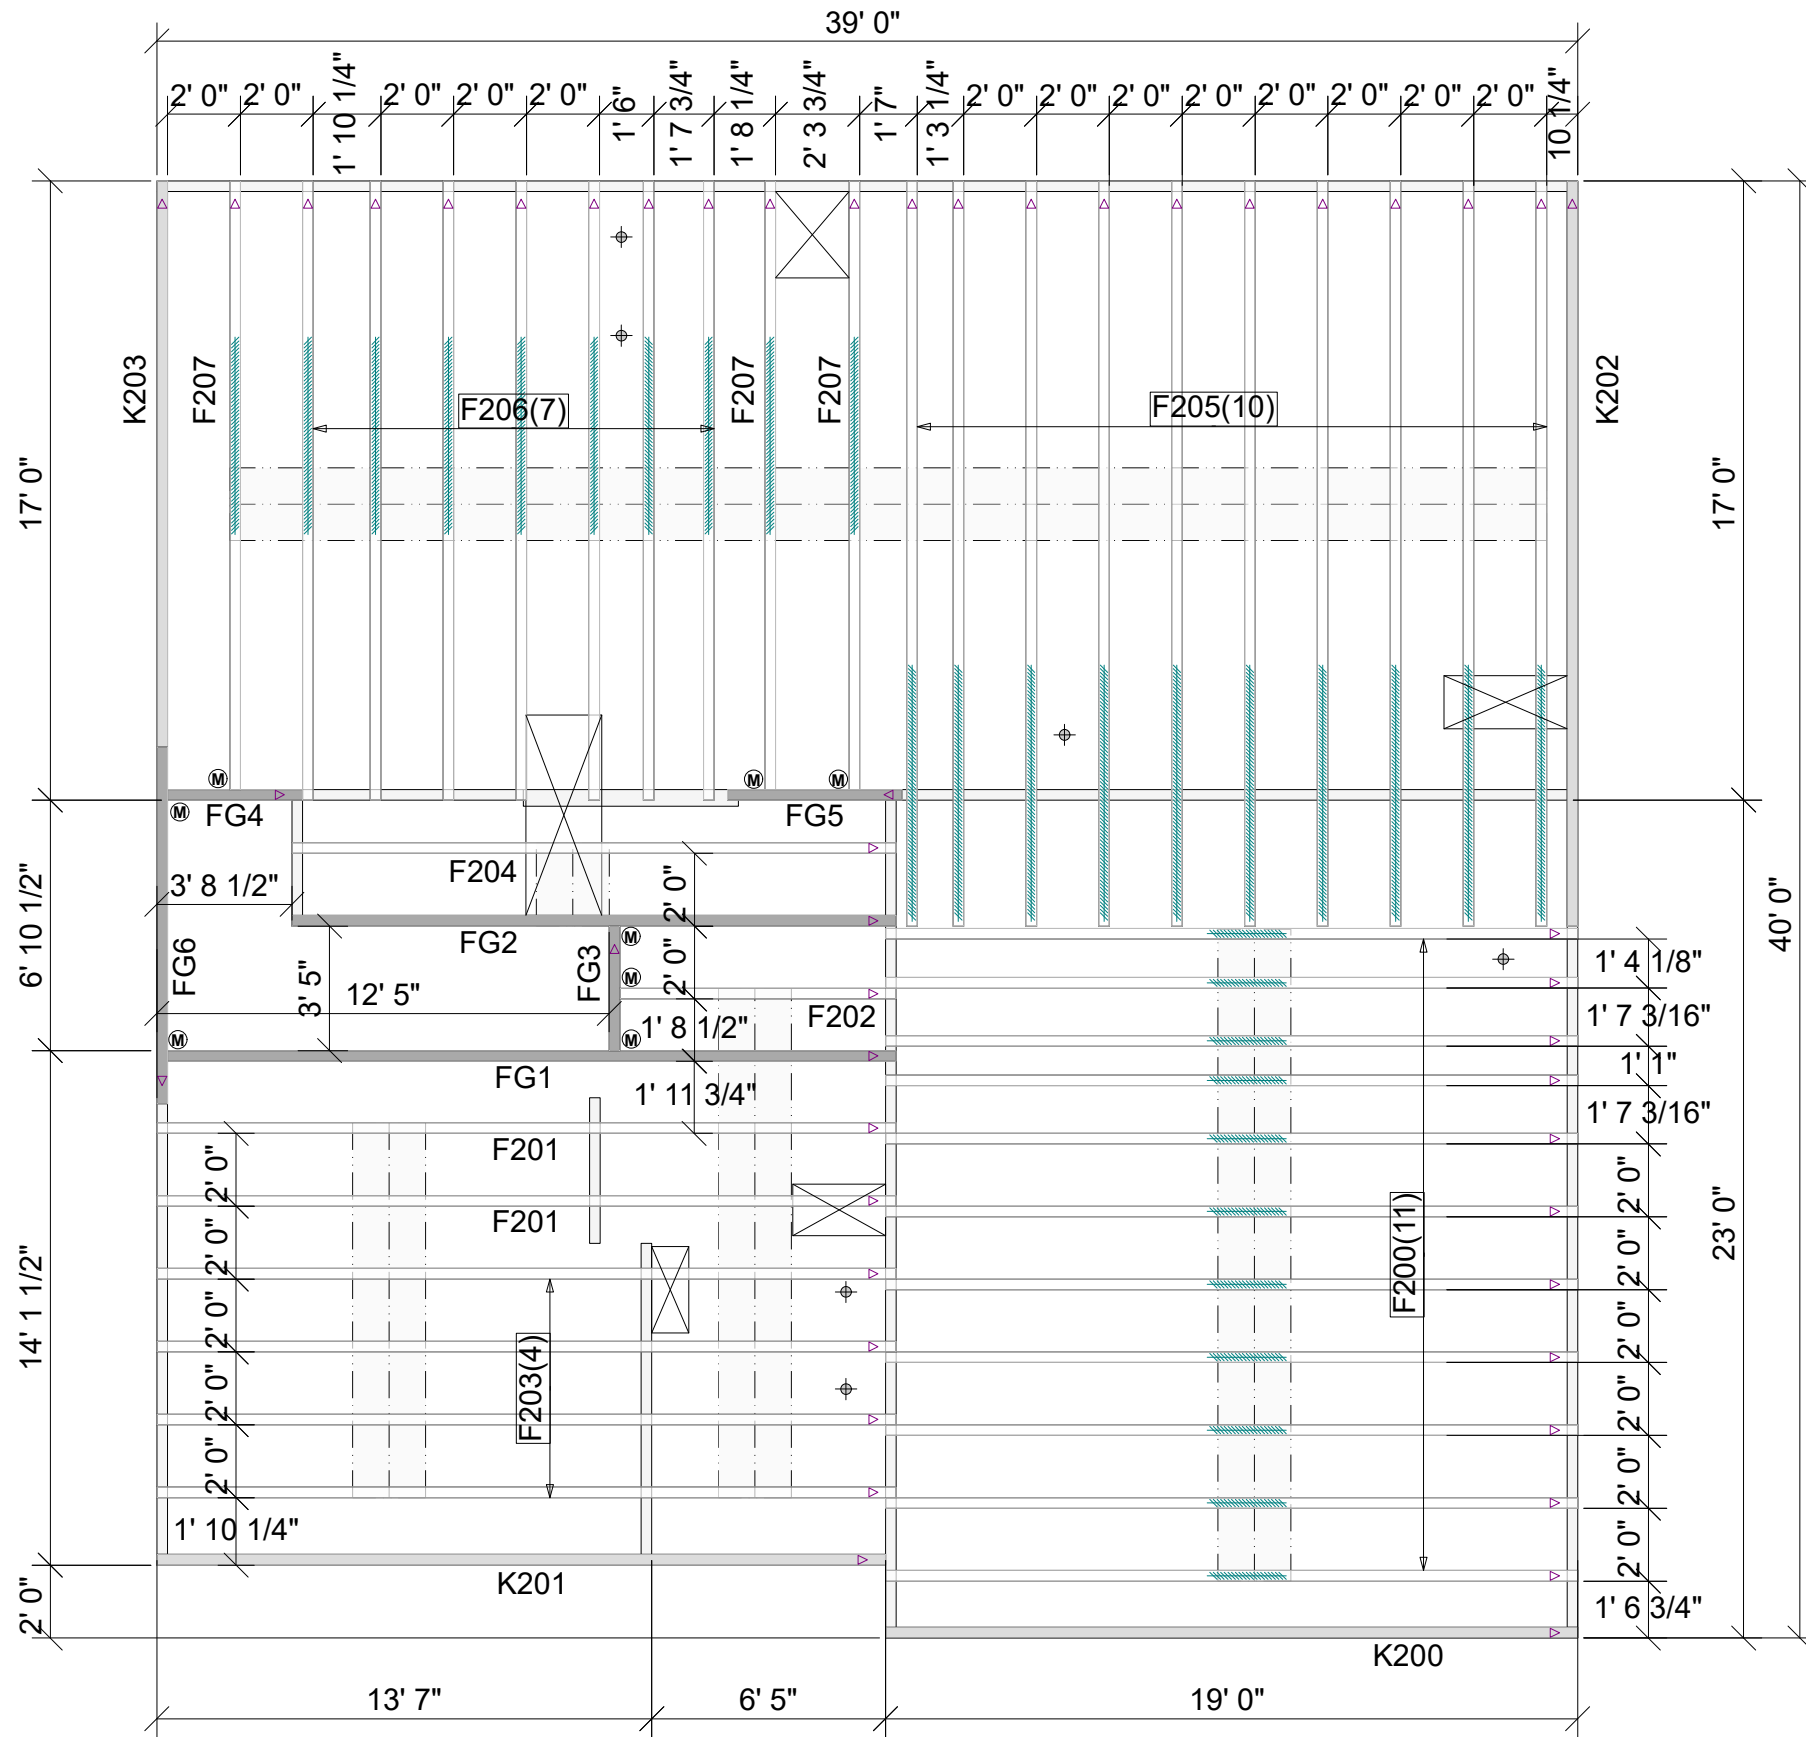 39' 0"
2' 0" 2' 0" 1' 10 1/4" 2' 0" 2' 0" 2' 0" 1' 6" 1' 7 3/4" 1' 8 1/4" 2' 3 3/4" 1' 7" 1' 3 1/4" 2' 0" 2' 0" 2' 0" 2' 0" 2' 0" 2' 0" 2' 0" 2' 0" 10 1/4"
K203
F207
F206(7)
F207
F207
F205(10)
K202
17' 0"
17' 0"
M
M
M
M
FG4
FG5
F204
3' 8 1/2"
2' 0"
40' 0"
6' 10 1/2"
FG6
FG2
FG3
M
M
M
M
3' 5"
12' 5"
2' 0"
F202
1' 8 1/2"
1' 4 1/8"
1' 7 3/16"
1' 1"
1' 7 3/16"
FG1
1' 11 3/4"
F201
F201
2' 0"
2' 0"
2' 0"
2' 0"
2' 0"
1' 10 1/4"
F203(4)
F200(11)
2' 0"
2' 0"
2' 0"
2' 0"
2' 0"
2' 0"
1' 6 3/4"
23' 0"
14' 1 1/2"
K201
2' 0"
K200
13' 7"
6' 5"
19' 0"